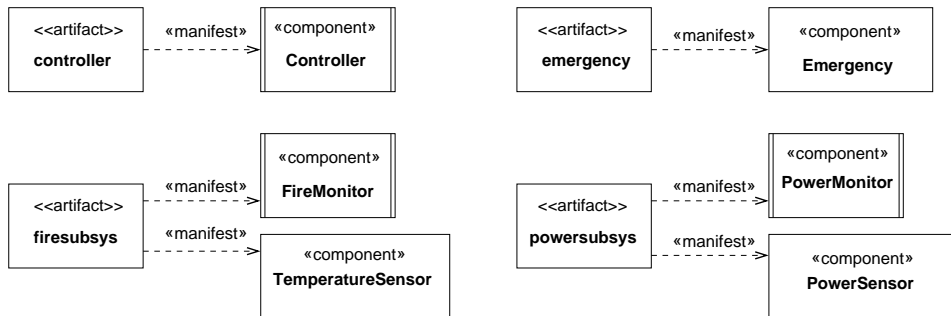 <<artifact>>
controller
«manifest»
«component»
Controller
<<artifact>>
emergency
«manifest»
«component»
Emergency
<<artifact>>
firesubsys
«manifest»
«component»
FireMonitor
«manifest»
«component»
TemperatureSensor
<<artifact>>
powersubsys
«manifest»
«component»
PowerMonitor
«manifest»
«component»
PowerSensor